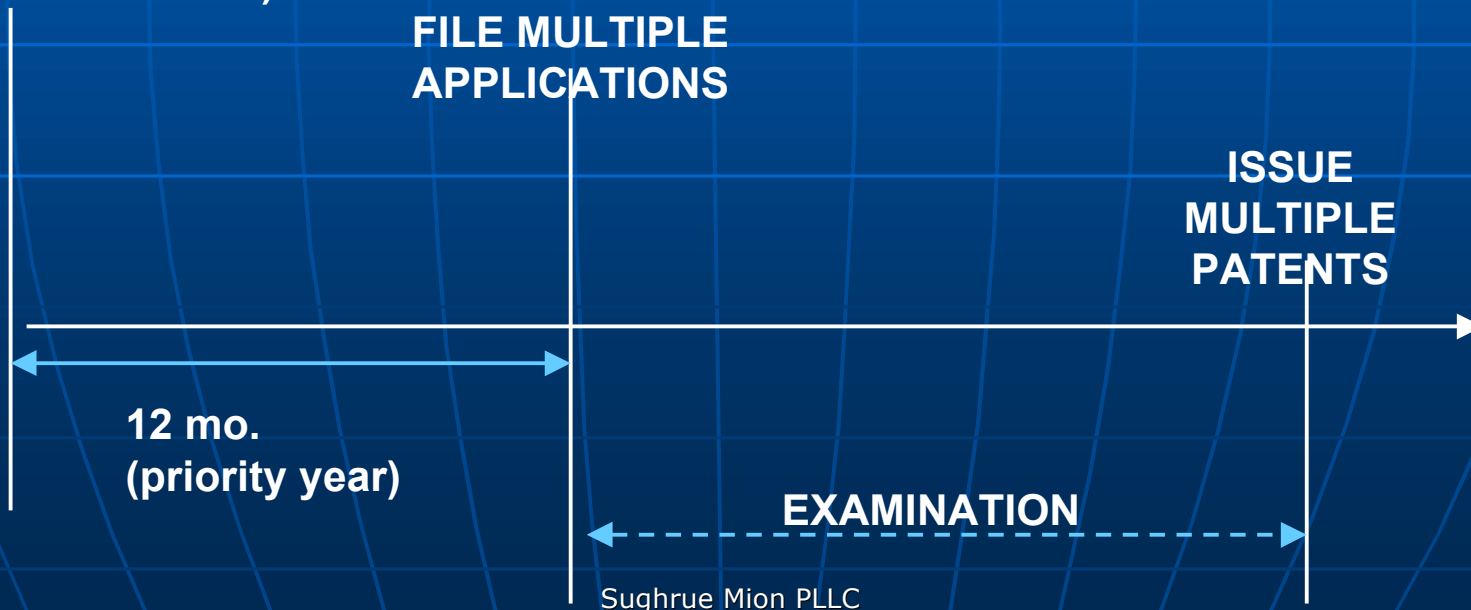 FILE MULTIPLE
APPLICATIONS
ISSUE
MULTIPLE
PATENTS
12 mo.
(priority year)
EXAMINATION
Sughrue Mion PLLC